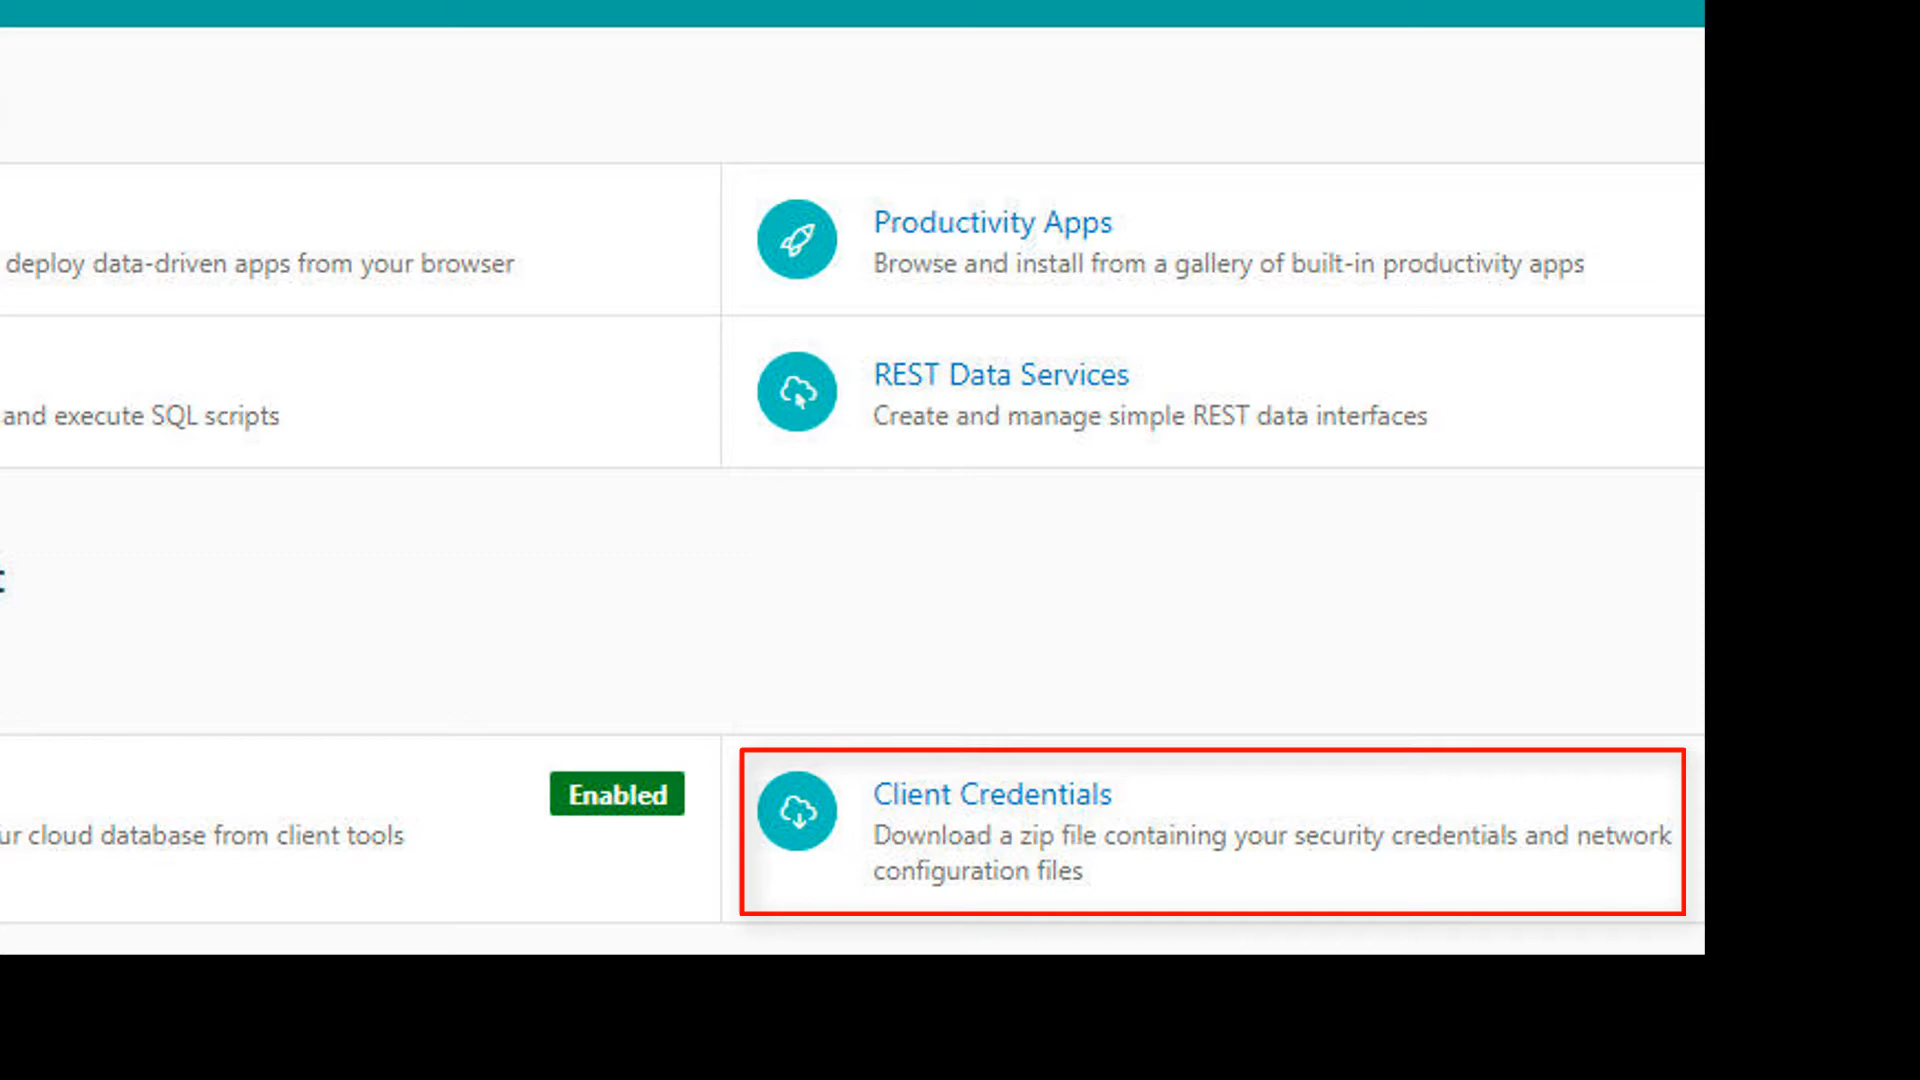 deploy data-driven apps from your browser
Productivity Apps
Browse and install from a gallery of built-in productivity apps
and execute SQL scripts
REST Data Services
Create and manage simple REST data interfaces
Enabled
cloud database from client tools
Client Credentials
Download a zip file containing your security credentials and network
configuration files